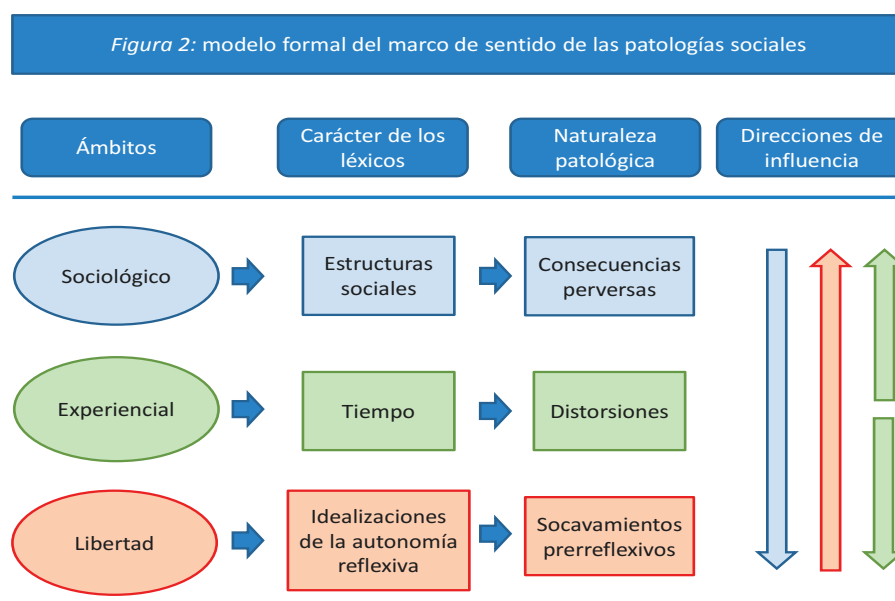 Figura 2: modelo formal del marco de sentido de las patologías sociales
Ámbitos
Carácter de los
léxicos
Naturaleza
patológica
Direcciones de
influencia
Sociológico
Estructuras
sociales
Consecuencias
perversas
Experiencial
Tiempo
Distorsiones
Libertad
Idealizaciones
de la autonomía
reflexiva
Socavamientos
prerreflexivos